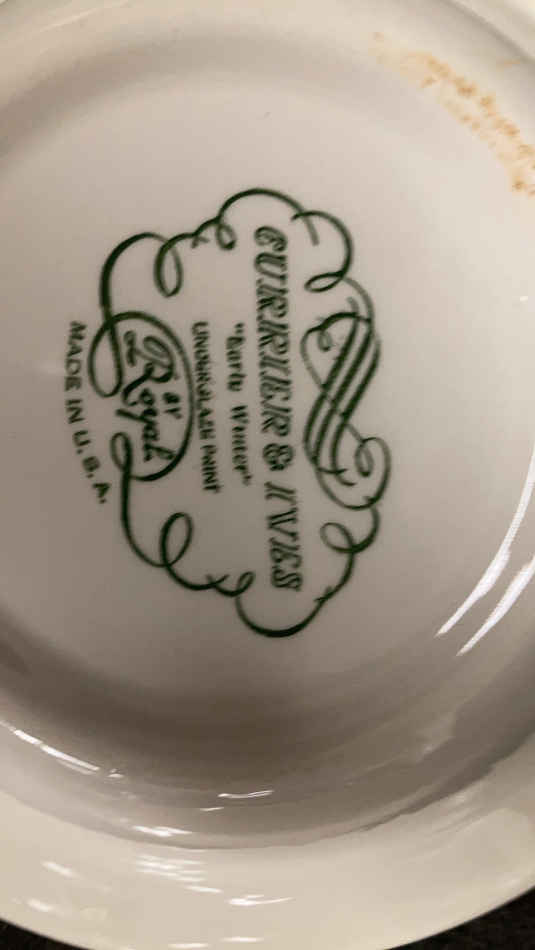 CURRIER & IVES
"Early Winter"
UNDERGLAZE PRINT
BY
Royal
MADE IN U.S.A.